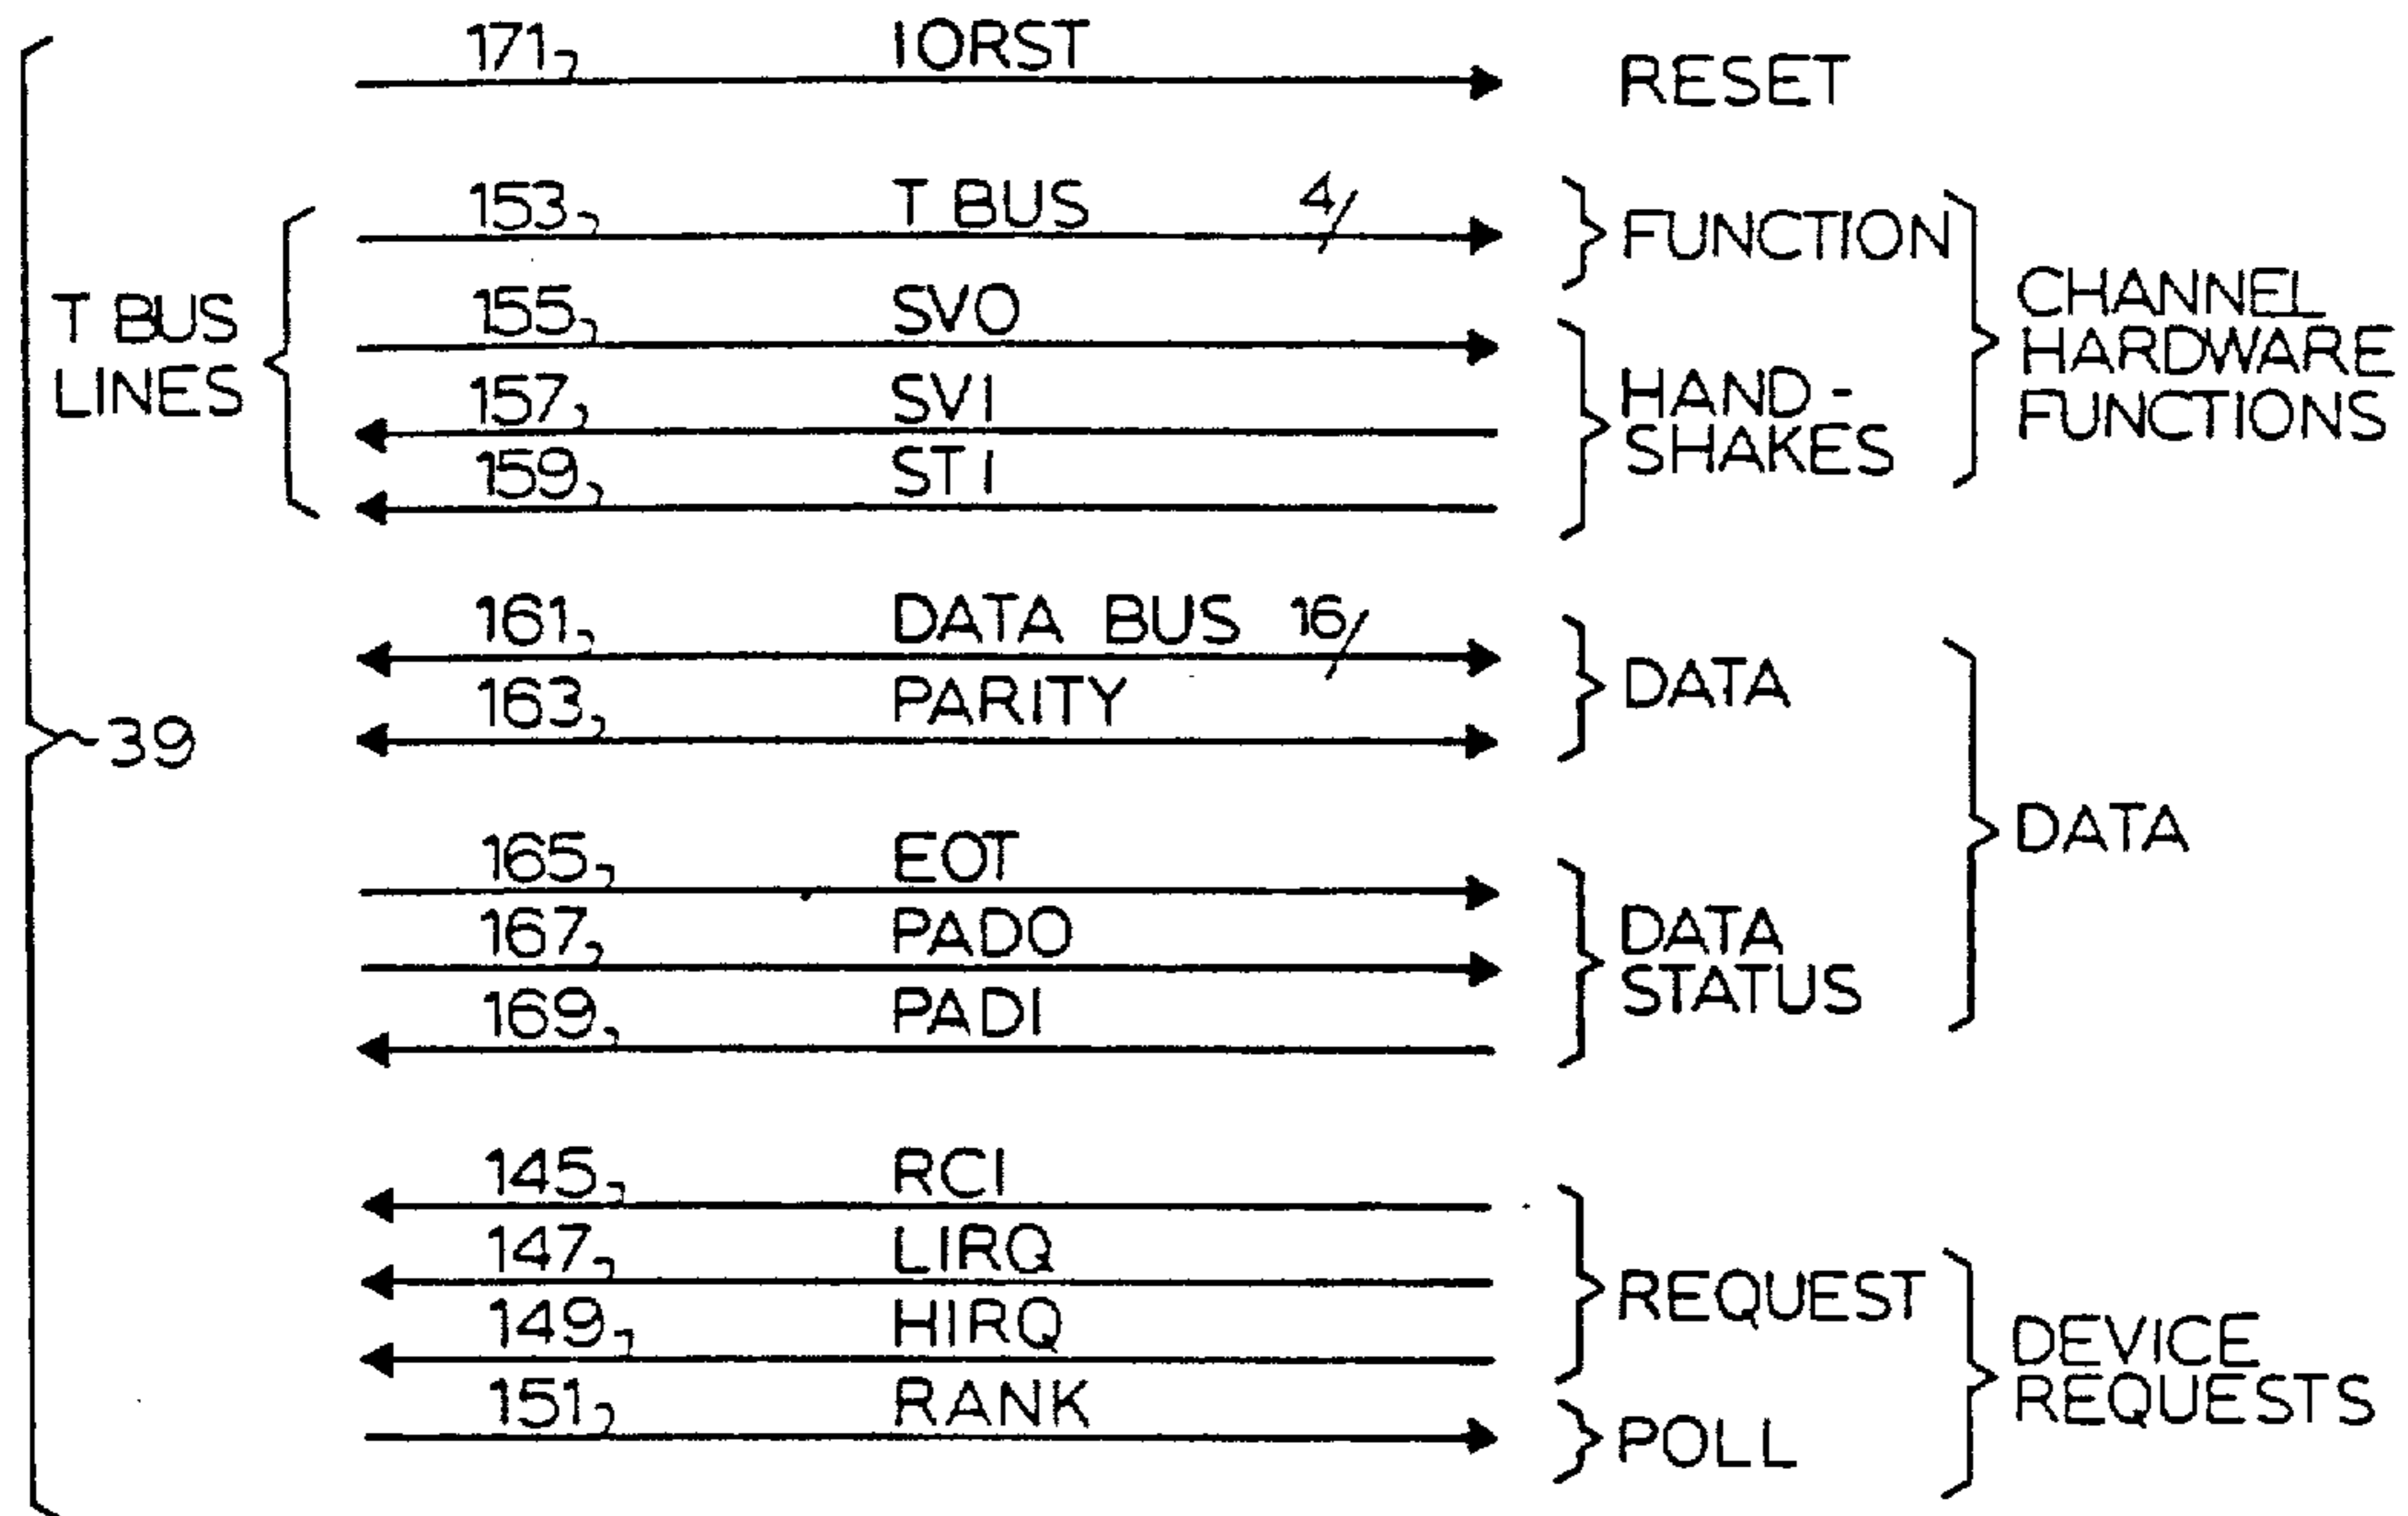 171 IORST RESET
153 T BUS 4 FUNCTION
155 SVO
157 SVI
159 STI
HAND-
SHAKES
CHANNEL
HARDWARE
FUNCTIONS
T BUS
LINES
161 DATA BUS 16
163 PARITY
DATA
39
165 EOT
167 PADO
169 PADI
DATA
STATUS
DATA
145 RCI
147 LIRQ
149 HIRQ
REQUEST
151 RANK POLL
DEVICE
REQUESTS